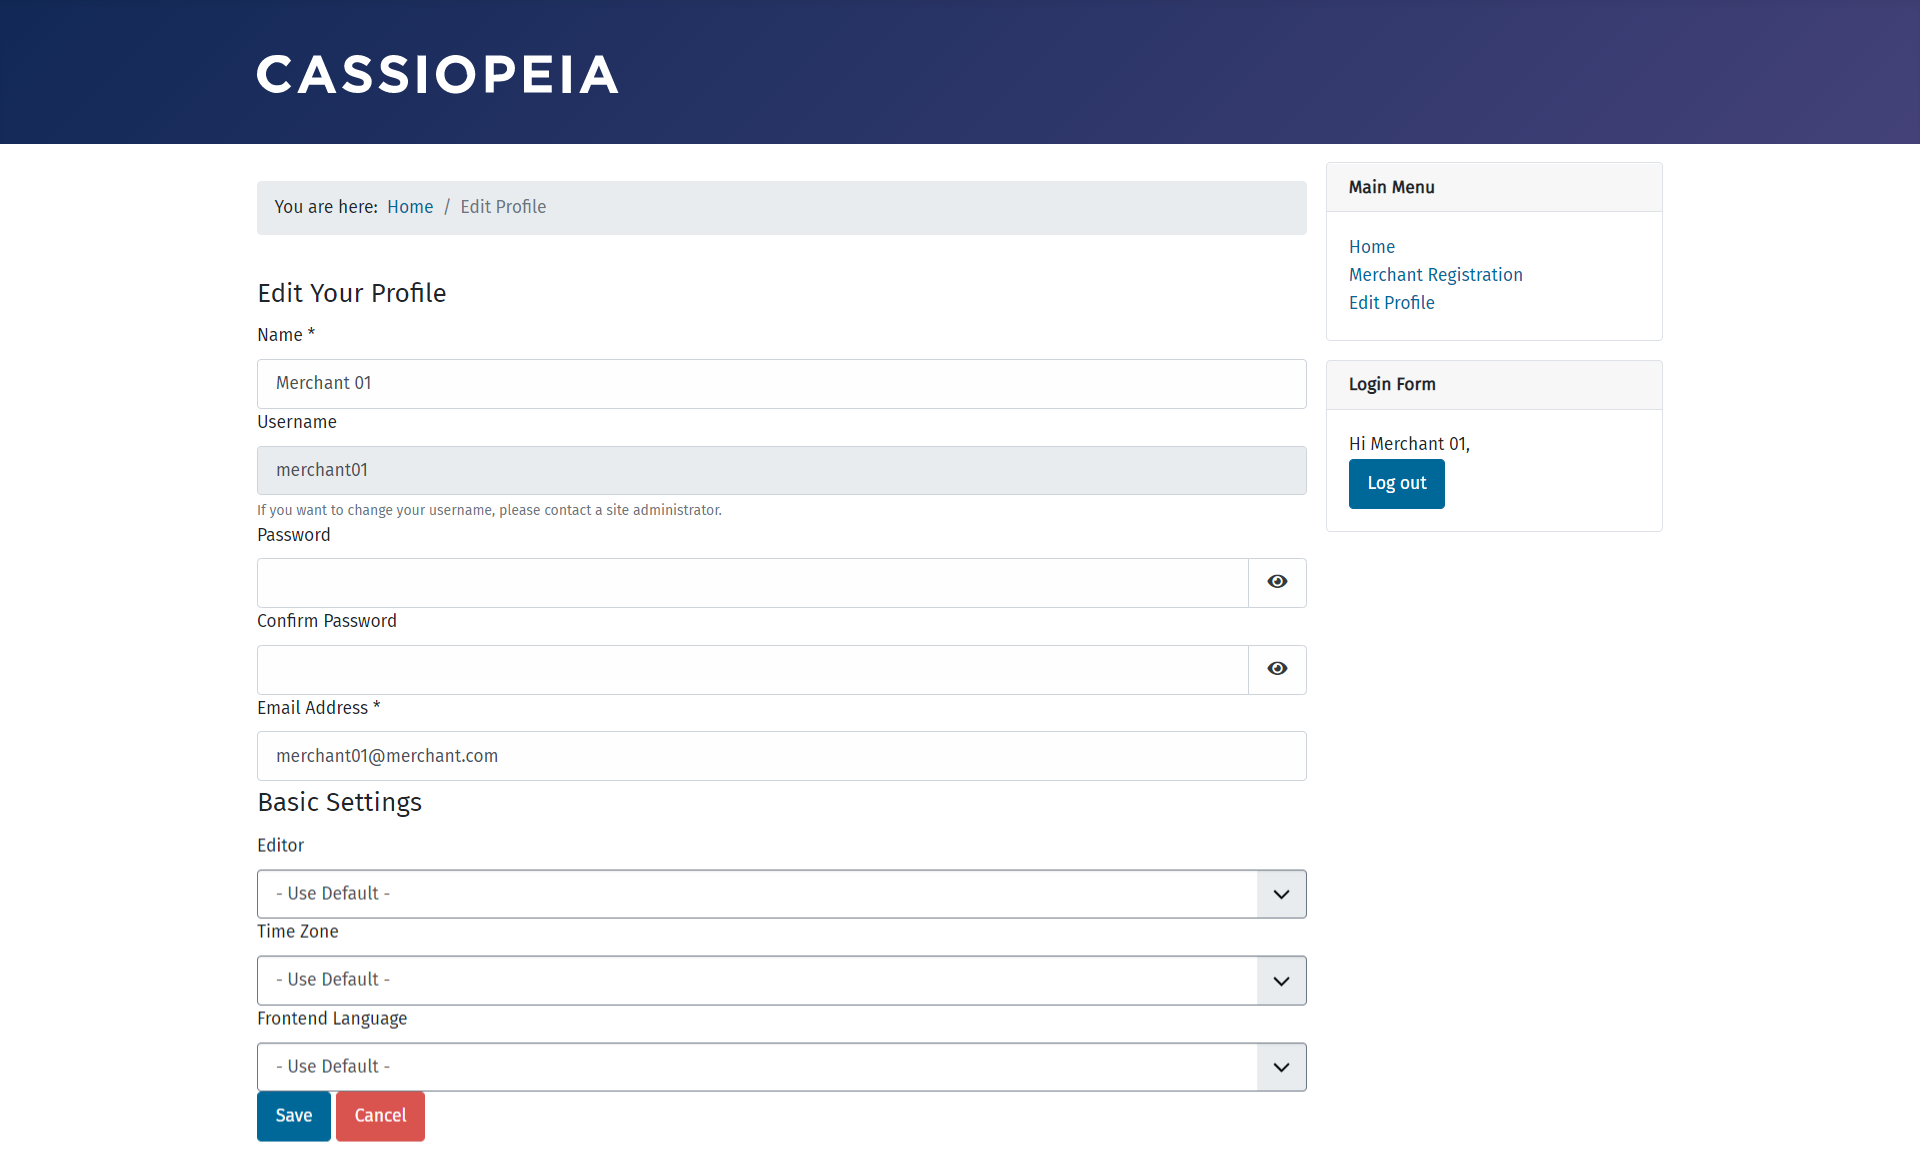 CASSIOPEIA
You are here: Home / Edit Profile
Edit Your Profile
Name *
Merchant 01
Username
merchant01
If you want to change your username, please contact a site administrator.
Password
Confirm Password
Email Address *
merchant01@merchant.com
Basic Settings
Editor
- Use Default -
Time Zone
- Use Default -
Frontend Language
- Use Default -
Save Cancel
Main Menu
Home
Merchant Registration
Edit Profile
Login Form
Hi Merchant 01,
Log out